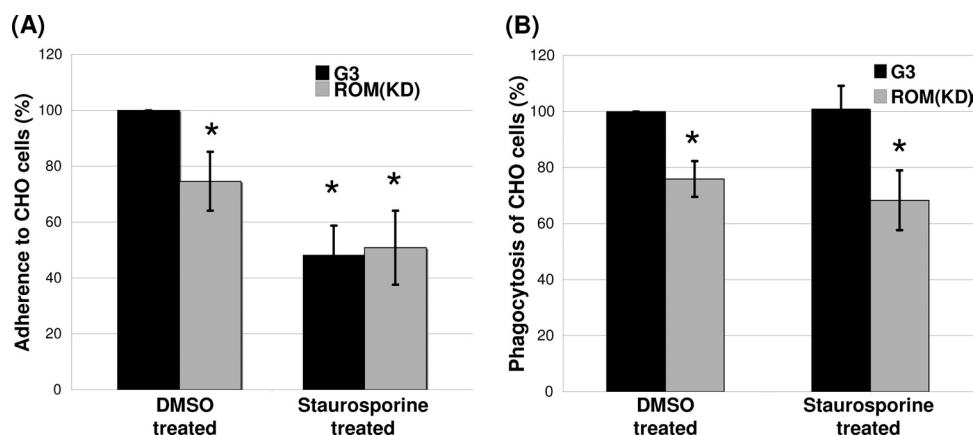 (A)
Adherence to CHO cells (%)
120
100
80
60
40
20
0
G3
ROM(KD)
*
*
*
DMSO
treated
Staurosporine
treated
(B)
Phagocytosis of CHO cells (%)
120
100
80
60
40
20
0
G3
ROM(KD)
*
*
DMSO
treated
Staurosporine
treated